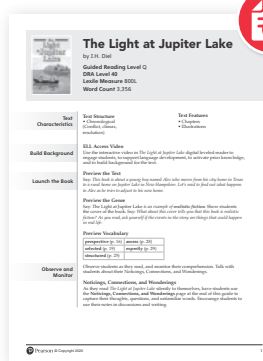 The Light at Jupiter Lake
by J.H. Diel
Guided Reading Level Q
DRA Level 40
Lexile Measure 800L
Word Count 3,356
Text Characteristics
Text Structure
• Chronological
(Conflict, climax,
resolution)
Text Features
• Chapters
• Illustrations
Build Background
ELL Access Video
Use the interactive video in The Light at Jupiter Lake digital leveled reader to
engage students, to support language development, to activate prior knowledge,
and to build background for the text.
Launch the Book
Preview the Text
Say: This book is about a young boy named Alec who moves from his city home in Texas
to a rural home on Jupiter Lake in New Hampshire. Let's read to find out what happens
to Alec as he tries to adjust to his new home.
Preview the Genre
Say: The Light at Jupiter Lake is an example of realistic fiction. Show students
the cover of the book. Say: What about this cover tells you that this book is realistic
fiction? As you read, ask yourself if the events in the story are things that could happen
in real life.
Preview Vocabulary
perspective (p. 16) access (p. 28)
selected (p. 19) expertly (p. 29)
structured (p. 25)
Observe and Monitor
Observe students as they read, and monitor their comprehension. Talk with
students about their Noticings, Connections, and Wonderings.
Noticings, Connections, and Wonderings
As they read The Light at Jupiter Lake silently to themselves, have students use
the Noticings, Connections, and Wonderings page at the end of this guide to
capture their thoughts, questions, and unfamiliar words. Encourage students to
use their notes in discussions and writing.
Pearson © Copyright 2020
1